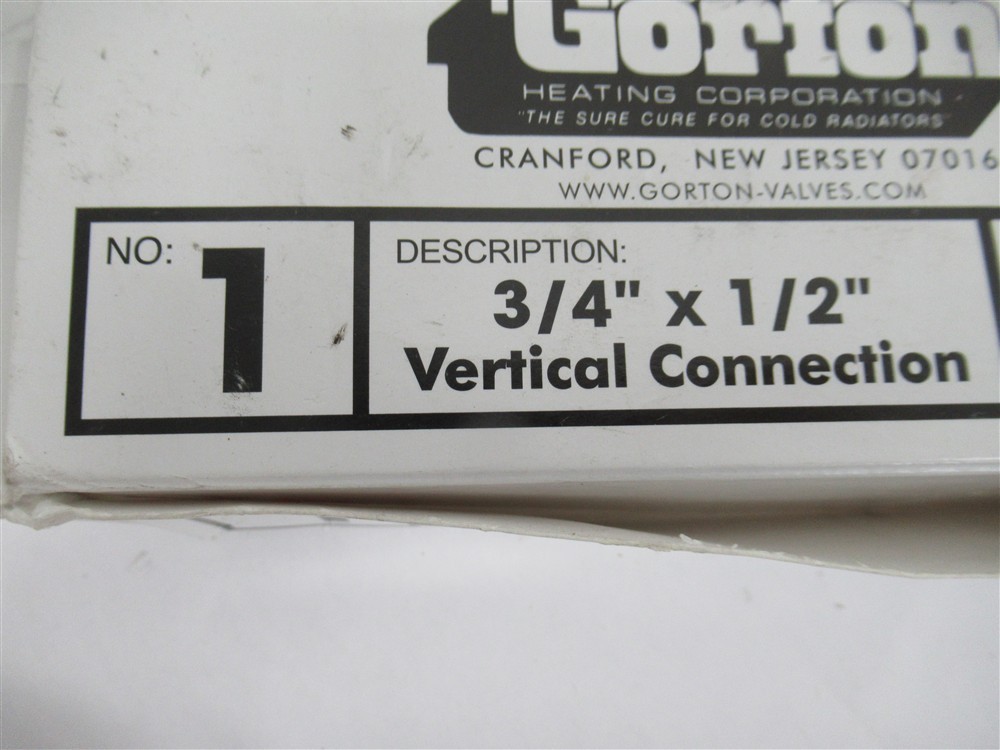 Gorton
HEATING CORPORATION
"THE SURE CURE FOR COLD RADIATORS"
CRANFORD, NEW JERSEY 07016
WWW.GORTON-VALVES.COM
NO: 1
DESCRIPTION:
3/4" x 1/2"
Vertical Connection